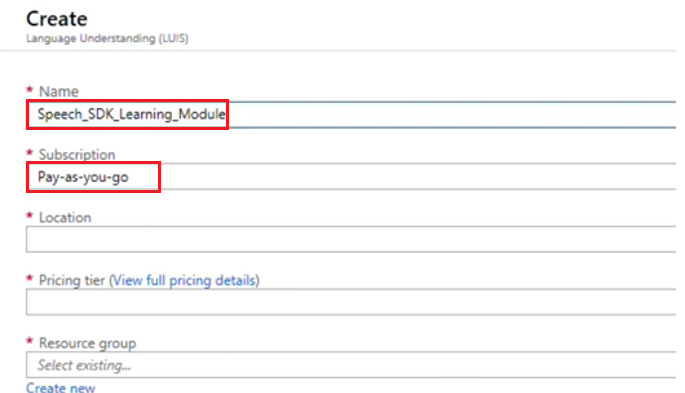 Create
Language Understanding (LUIS)
* Name
Speech_SDK_Learning_Module
* Subscription
Pay-as-you-go
* Location
* Pricing tier (View full pricing details)
* Resource group
Select existing...
Create new